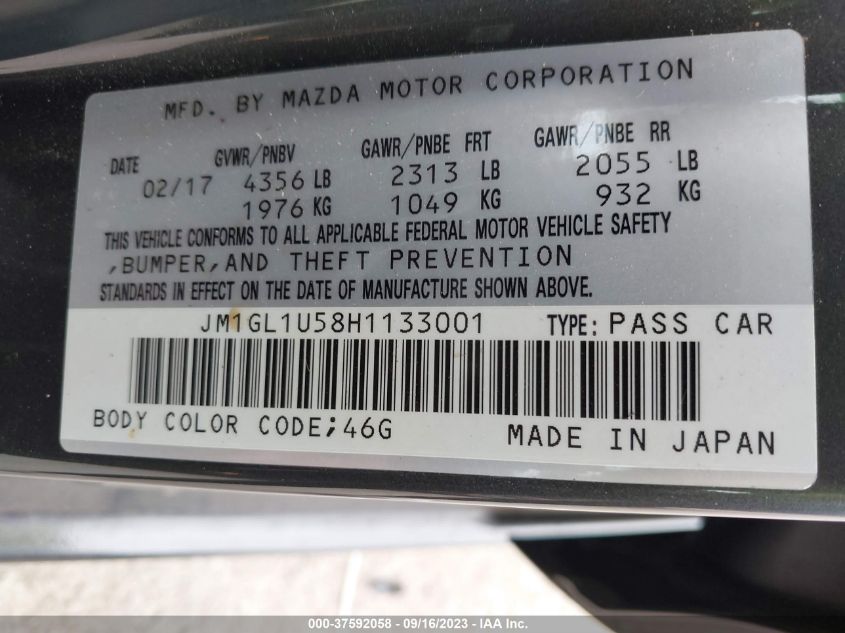 MFD. BY MAZDA MOTOR CORPORATION
DATE GVWR/PNBV GAWR/PNBE FRT GAWR/PNBE RR
02/17 4356 LB 2313 LB 2055 LB
1976 KG 1049 KG 932 KG
THIS VEHICLE CONFORMS TO ALL APPLICABLE FEDERAL MOTOR VEHICLE SAFETY
,BUMPER,AND THEFT PREVENTION
STANDARDS IN EFFECT ON THE DATE OF MANUFACTURE SHOWN ABOVE.
JM1GL1U58H1133001 TYPE: PASS CAR
BODY COLOR CODE;46G MADE IN JAPAN
000-37592058 - 09/16/2023 - IAA Inc.